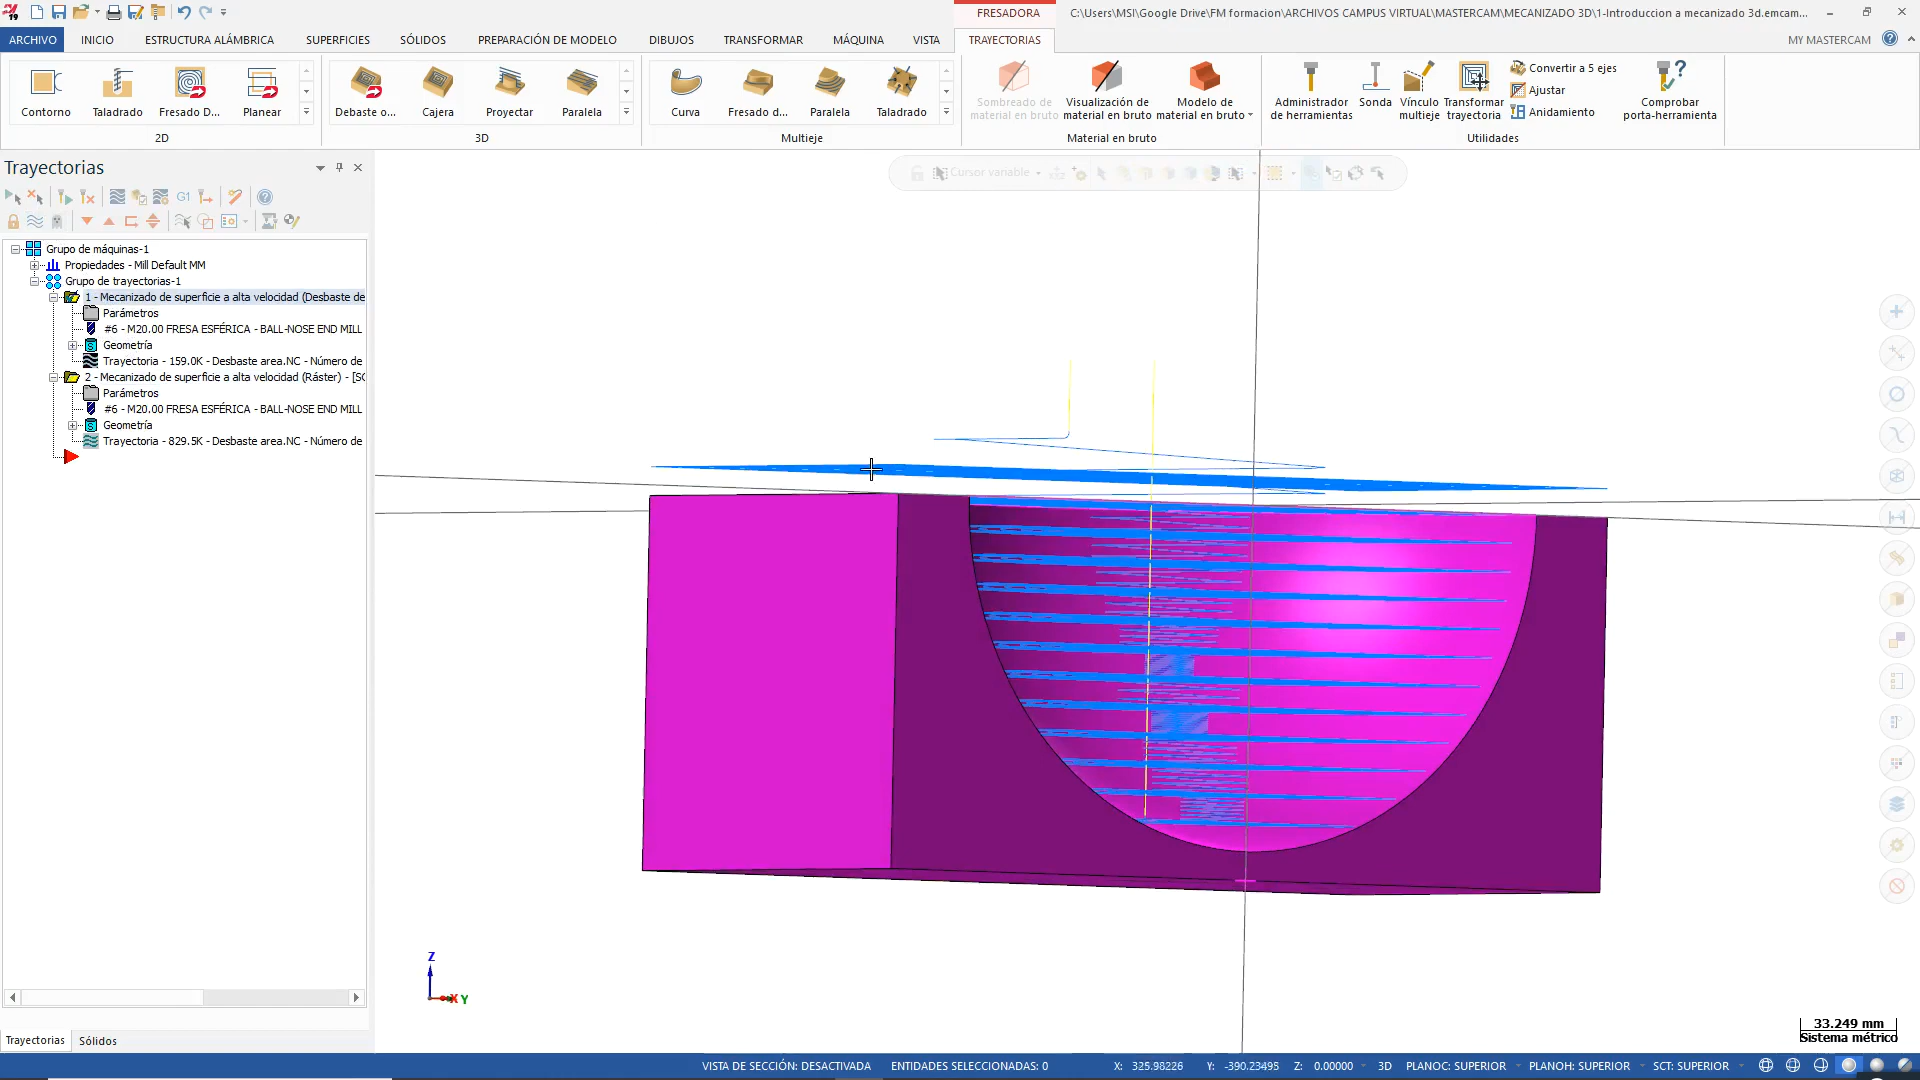 FRESADORA
C:\Users\MSI\Google Drive\FM formacion\ARCHIVOS CAMPUS VIRTUAL\MASTERCAM\MECANIZADO 3D\1-Introduccion a mecanizado 3d.emcam...
ARCHIVO INICIO ESTRUCTURA ALÁMBRICA SUPERFICIES SÓLIDOS PREPARACIÓN DE MODELO DIBUJOS TRANSFORMAR MÁQUINA VISTA TRAYECTORIAS MY MASTERCAM
Contorno Taladrado Fresado D... Planear
2D
Debaste o... Cajera Proyectar Paralela
3D
Curva Fresado d... Paralela Taladrado
Multieje
Sombreado de material en bruto
Visualización de material en bruto
Modelo de material en bruto
Material en bruto
Administrador de herramientas
Sonda
Vínculo multieje
Transformar trayectoria
Convertir a 5 ejes
Ajustar
Anidamiento
Comprobar porta-herramienta
Utilidades
Trayectorias
Cursor variable
G1
Grupo de máquinas-1
Propiedades - Mill Default MM
Grupo de trayectorias-1
1 - Mecanizado de superficie a alta velocidad (Desbaste de
Parámetros
#6 - M20.00 FRESA ESFÉRICA - BALL-NOSE END MILL
Geometría
Trayectoria - 159.0K - Desbaste area.NC - Número de
2 - Mecanizado de superficie a alta velocidad (Ráster) - [SC
Parámetros
#6 - M20.00 FRESA ESFÉRICA - BALL-NOSE END MILL
Geometría
Trayectoria - 829.5K - Desbaste area.NC - Número de
Z
X Y
33.249 mm
Sistema métrico
Trayectorias Sólidos
VISTA DE SECCIÓN: DESACTIVADA ENTIDADES SELECCIONADAS: 0 X: 325.98226 Y: -390.23495 Z: 0.00000 3D PLANOC: SUPERIOR PLANOH: SUPERIOR SCT: SUPERIOR